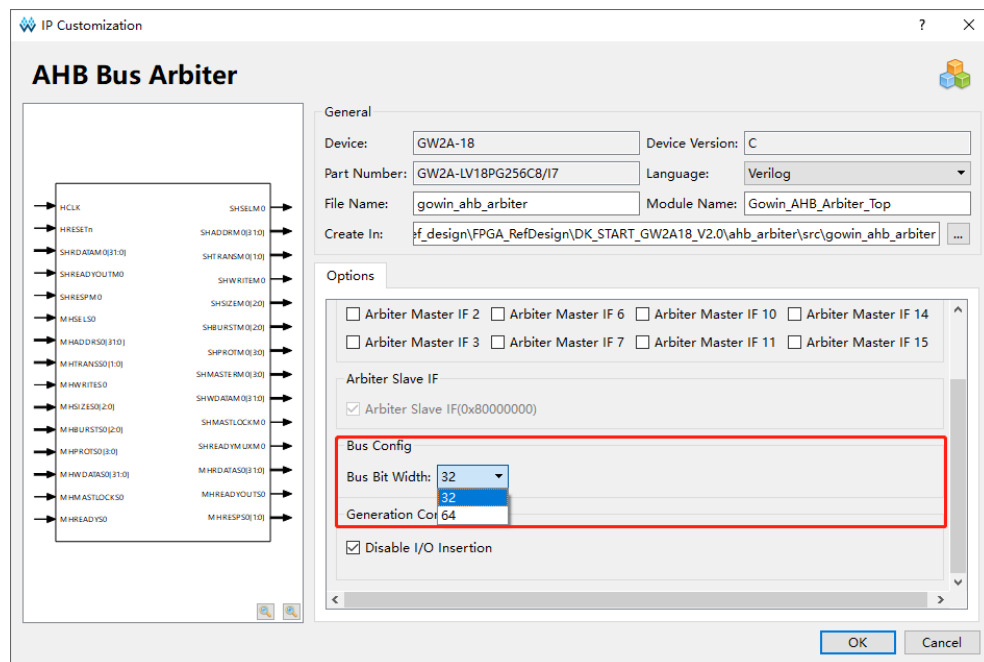 IP Customization
AHB Bus Arbiter
HCLK
HRESETn
SHRDATAM0[31:0]
SHREADYOUTM0
SHRESPM0
MHSELS0
MHADDRS0[31:0]
MHTRANSS0[1:0]
MHWRITES0
MHSIZES0[2:0]
MHBURSTS0[2:0]
MHPROTS0[3:0]
MHWDATAS0[31:0]
MHMASTLOCKS0
MHREADYS0
SHSELM0
SHADDRM0[31:0]
SHTRANSM0[1:0]
SHWRITEM0
SHSIZEM0[2:0]
SHBURSTM0[2:0]
SHPROTM0[3:0]
SHMASTERM0[3:0]
SHWDATAM0[31:0]
SHMASTLOCKM0
SHREADYMUXM0
MHRDATAS0[31:0]
MHREADYOUTS0
MHRESPS0[1:0]
General
Device: GW2A-18 Device Version: C
Part Number: GW2A-LV18PG256C8/I7 Language: Verilog
File Name: gowin_ahb_arbiter Module Name: Gowin_AHB_Arbiter_Top
Create In: ef_design\FPGA_RefDesign\DK_START_GW2A18_V2.0\ahb_arbiter\src\gowin_ahb_arbiter ...
Options
Arbiter Master IF 2 Arbiter Master IF 6 Arbiter Master IF 10 Arbiter Master IF 14
Arbiter Master IF 3 Arbiter Master IF 7 Arbiter Master IF 11 Arbiter Master IF 15
Arbiter Slave IF
Arbiter Slave IF(0x80000000)
Bus Config
Bus Bit Width: 32
32
64
Generation Co
Disable I/O Insertion
OK Cancel